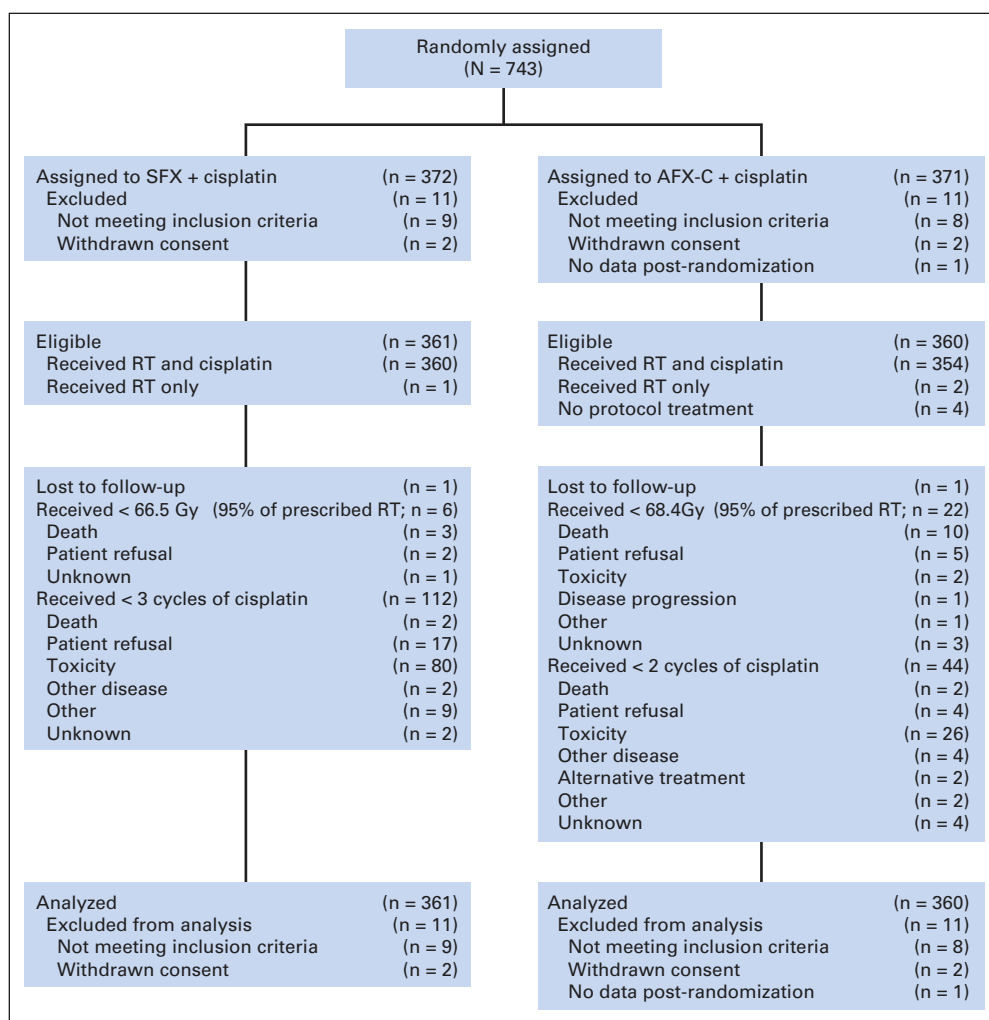 Randomly assigned
(N = 743)
Assigned to SFX + cisplatin (n = 372)
Excluded (n = 11)
Not meeting inclusion criteria (n = 9)
Withdrawn consent (n = 2)
Assigned to AFX-C + cisplatin (n = 371)
Excluded (n = 11)
Not meeting inclusion criteria (n = 8)
Withdrawn consent (n = 2)
No data post-randomization (n = 1)
Eligible (n = 361)
Received RT and cisplatin (n = 360)
Received RT only (n = 1)
Eligible (n = 360)
Received RT and cisplatin (n = 354)
Received RT only (n = 2)
No protocol treatment (n = 4)
Lost to follow-up (n = 1)
Received < 66.5 Gy (95% of prescribed RT; n = 6)
Death (n = 3)
Patient refusal (n = 2)
Unknown (n = 1)
Received < 3 cycles of cisplatin (n = 112)
Death (n = 2)
Patient refusal (n = 17)
Toxicity (n = 80)
Other disease (n = 2)
Other (n = 9)
Unknown (n = 2)
Lost to follow-up (n = 1)
Received < 68.4Gy (95% of prescribed RT; n = 22)
Death (n = 10)
Patient refusal (n = 5)
Toxicity (n = 2)
Disease progression (n = 1)
Other (n = 1)
Unknown (n = 3)
Received < 2 cycles of cisplatin (n = 44)
Death (n = 2)
Patient refusal (n = 4)
Toxicity (n = 26)
Other disease (n = 4)
Alternative treatment (n = 2)
Other (n = 2)
Unknown (n = 4)
Analyzed (n = 361)
Excluded from analysis (n = 11)
Not meeting inclusion criteria (n = 9)
Withdrawn consent (n = 2)
Analyzed (n = 360)
Excluded from analysis (n = 11)
Not meeting inclusion criteria (n = 8)
Withdrawn consent (n = 2)
No data post-randomization (n = 1)